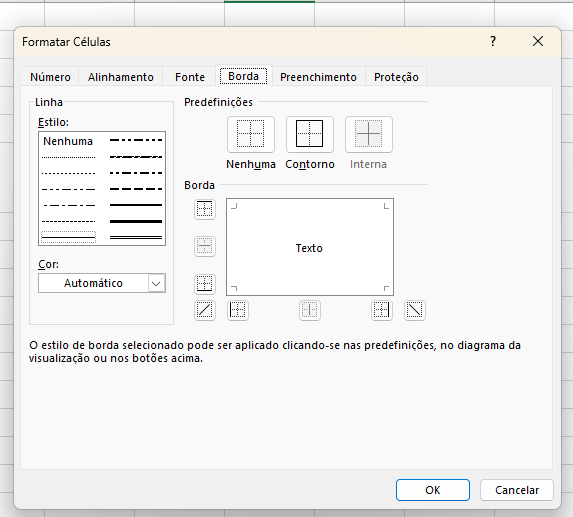 Formatar Células
?
Número Alinhamento Fonte Borda Preenchimento Proteção
Linha
Estilo:
Nenhuma
Cor:
Automático
Predefinições
Nenhuma Contorno Interna
Borda
Texto
O estilo de borda selecionado pode ser aplicado clicando-se nas predefinições, no diagrama da
visualização ou nos botões acima.
OK Cancelar